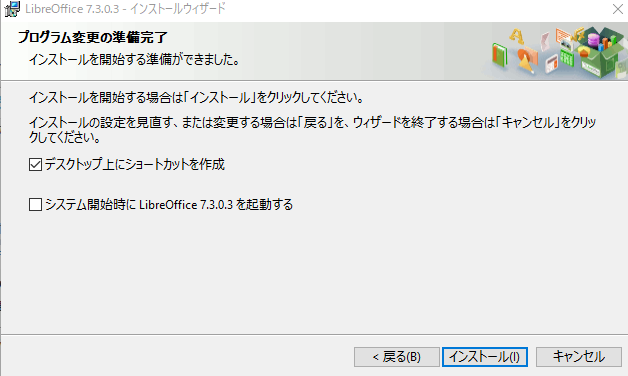 LibreOffice 7.3.0.3 - インストールウィザード
プログラム変更の準備完了
インストールを開始する準備ができました。
インストールを開始する場合は「インストール」をクリックしてください。
インストールの設定を見直す、または変更する場合は「戻る」を、ウィザードを終了する場合は「キャンセル」をクリッ
クしてください。
デスクトップ上にショートカットを作成
システム開始時に LibreOffice 7.3.0.3 を起動する
< 戻る(B)
インストール(I)
キャンセル